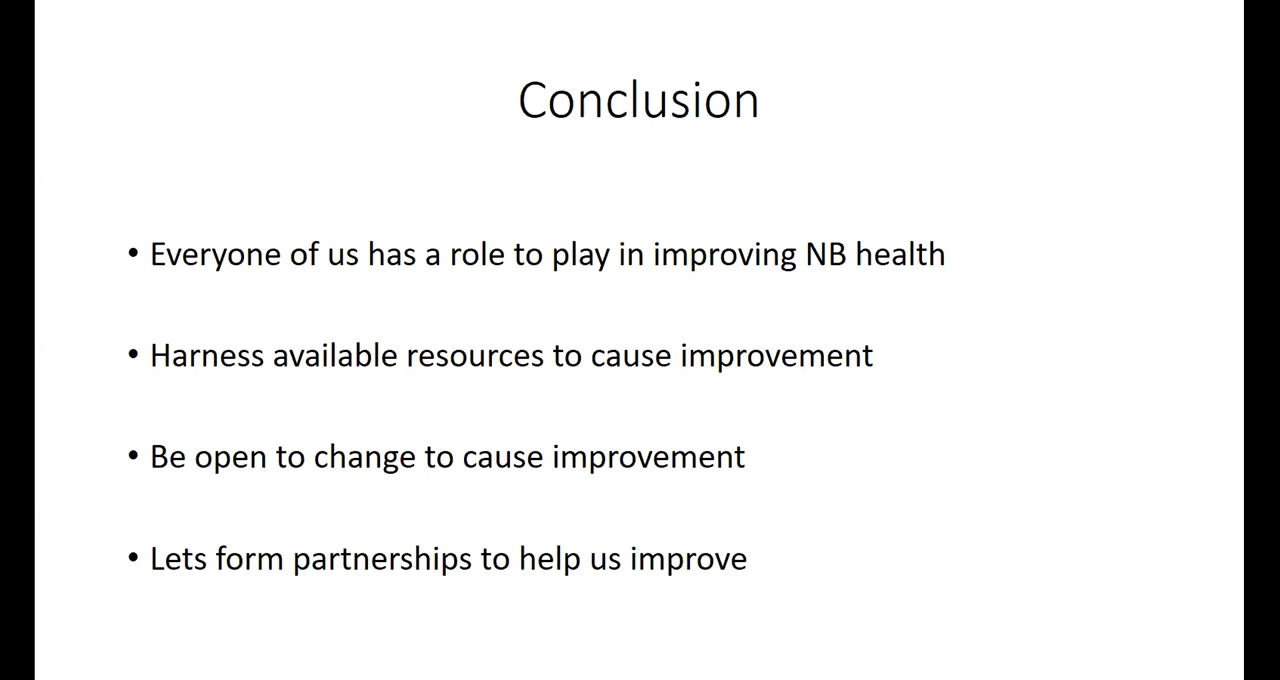 Conclusion
• Everyone of us has a role to play in improving NB health
• Harness available resources to cause improvement
• Be open to change to cause improvement
• Lets form partnerships to help us improve